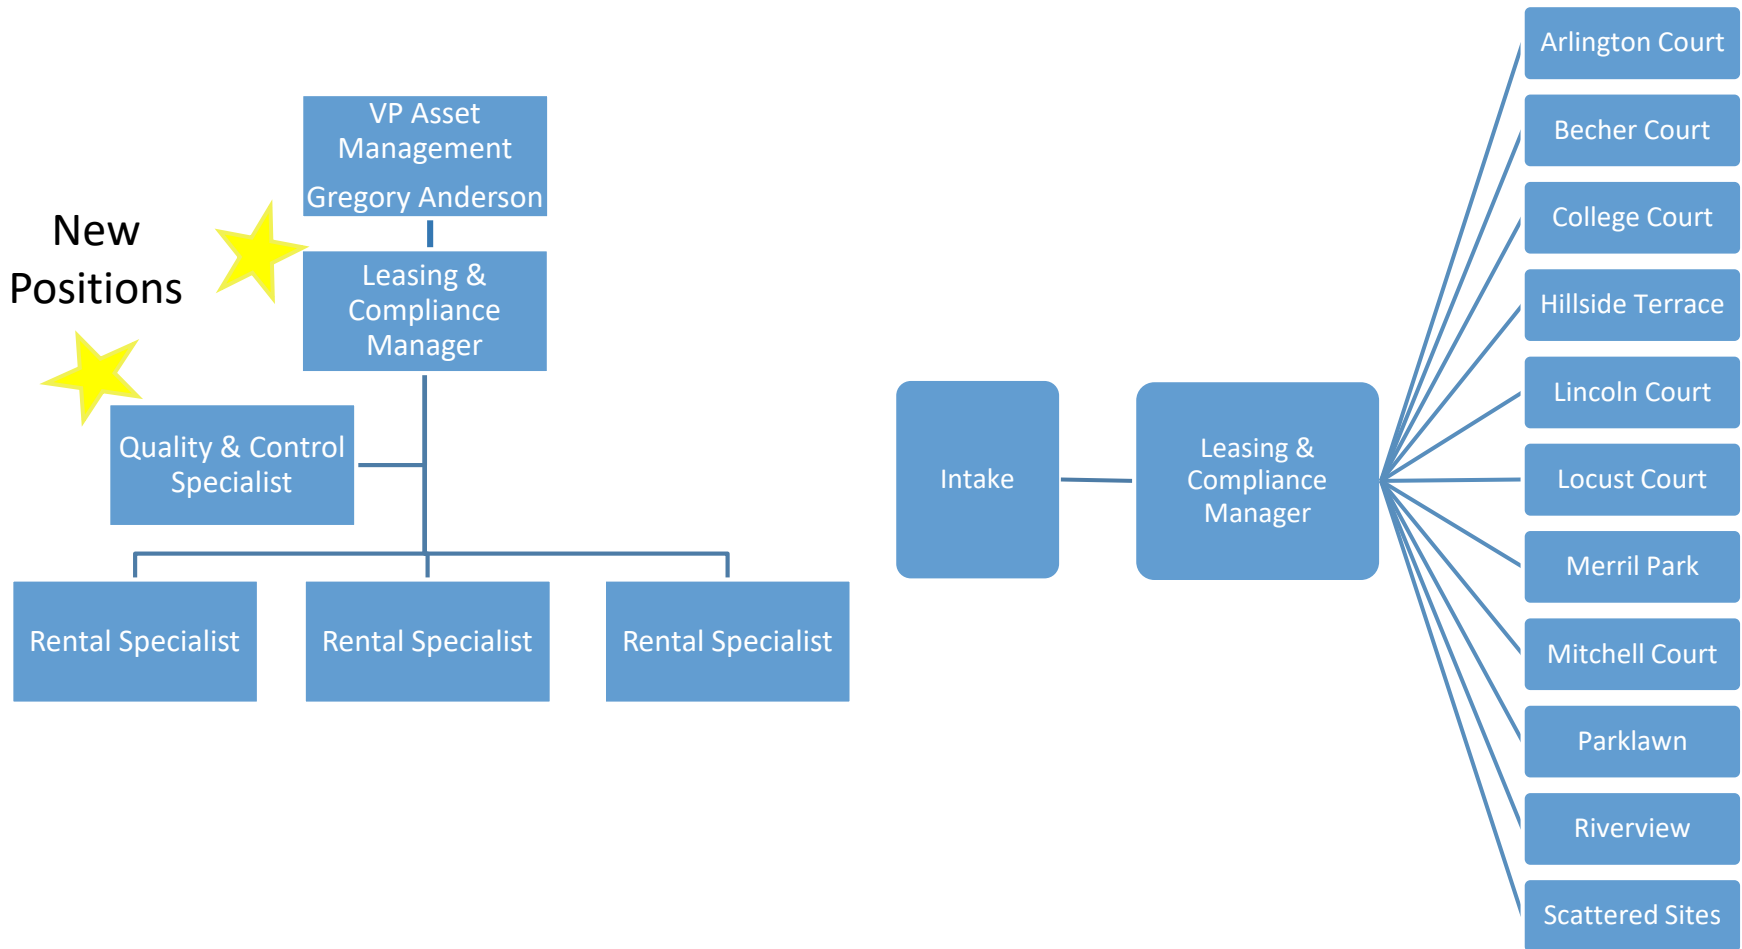 New
Positions
VP Asset
Management
Gregory Anderson
Leasing &
Compliance
Manager
Quality & Control
Specialist
Rental Specialist
Rental Specialist
Rental Specialist
Intake
Leasing &
Compliance
Manager
Arlington Court
Becher Court
College Court
Hillside Terrace
Lincoln Court
Locust Court
Merril Park
Mitchell Court
Parklawn
Riverview
Scattered Sites